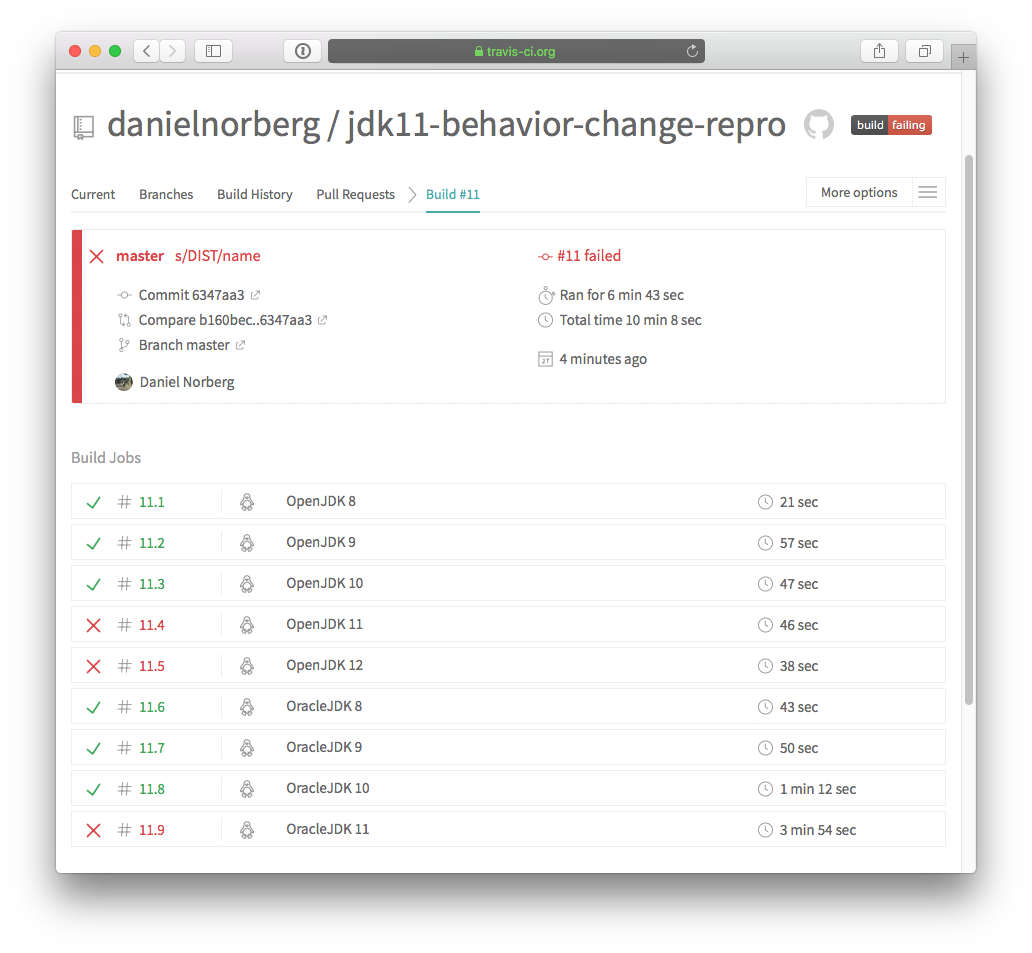 travis-ci.org
danielnorberg / jdk11-behavior-change-repro
build failing
Current Branches Build History Pull Requests Build #11 More options
master s/DIST/name
#11 failed
Commit 6347aa3
Ran for 6 min 43 sec
Compare b160bec..6347aa3
Total time 10 min 8 sec
Branch master
27
4 minutes ago
Daniel Norberg
Build Jobs
# 11.1 OpenJDK 8 21 sec
# 11.2 OpenJDK 9 57 sec
# 11.3 OpenJDK 10 47 sec
# 11.4 OpenJDK 11 46 sec
# 11.5 OpenJDK 12 38 sec
# 11.6 OracleJDK 8 43 sec
# 11.7 OracleJDK 9 50 sec
# 11.8 OracleJDK 10 1 min 12 sec
# 11.9 OracleJDK 11 3 min 54 sec